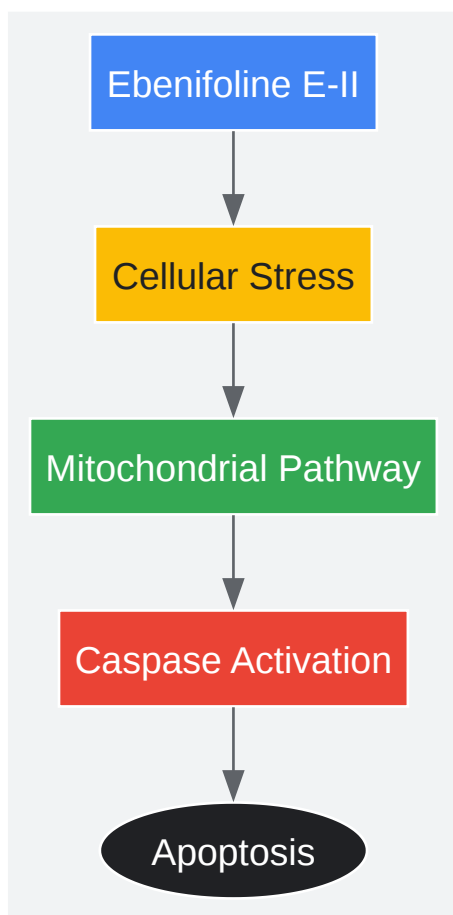 Ebenifoline E-II
Cellular Stress
Mitochondrial Pathway
Caspase Activation
Apoptosis